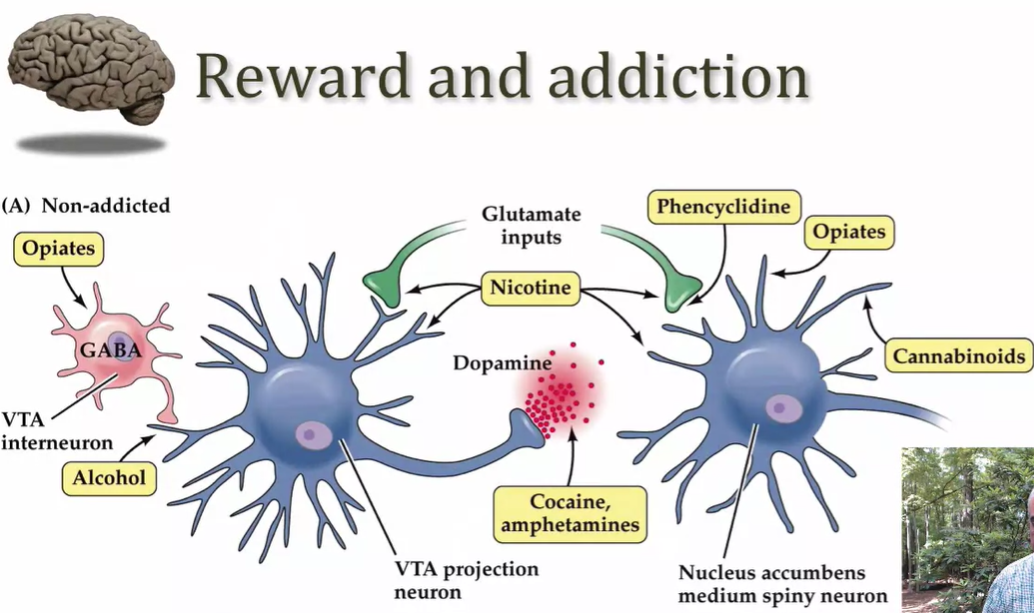 Reward and addiction
(A) Non-addicted
Opiates
GABA
VTA
interneuron
Alcohol
Glutamate
inputs
Nicotine
Dopamine
Cocaine,
amphetamines
VTA projection
neuron
Phencyclidine
Opiates
Cannabinoids
Nucleus accumbens
medium spiny neuron